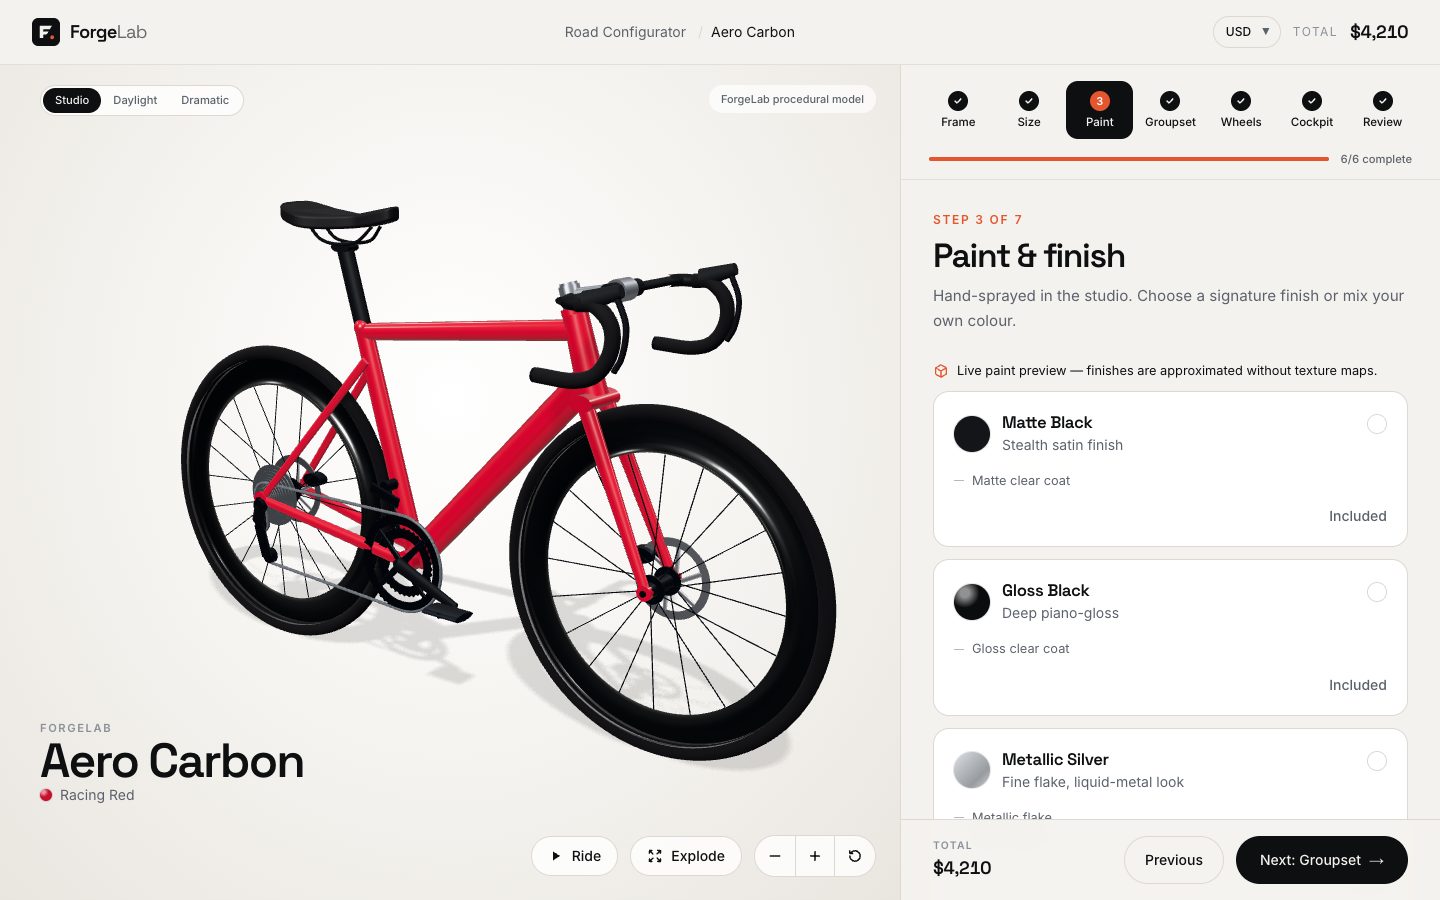 F. ForgeLab
Road Configurator / Aero Carbon
USD ▼ TOTAL $4,210
Studio Daylight Dramatic
ForgeLab procedural model
FORGELAB
Aero Carbon
Racing Red
Ride Explode − +
Frame Size 3 Paint Groupset Wheels Cockpit Review
6/6 complete
STEP 3 OF 7
Paint & finish
Hand-sprayed in the studio. Choose a signature finish or mix your
own colour.
Live paint preview — finishes are approximated without texture maps.
Matte Black
Stealth satin finish
— Matte clear coat
Included
Gloss Black
Deep piano-gloss
— Gloss clear coat
Included
Metallic Silver
Fine flake, liquid-metal look
— Metallic flake
TOTAL
$4,210
Previous
Next: Groupset →